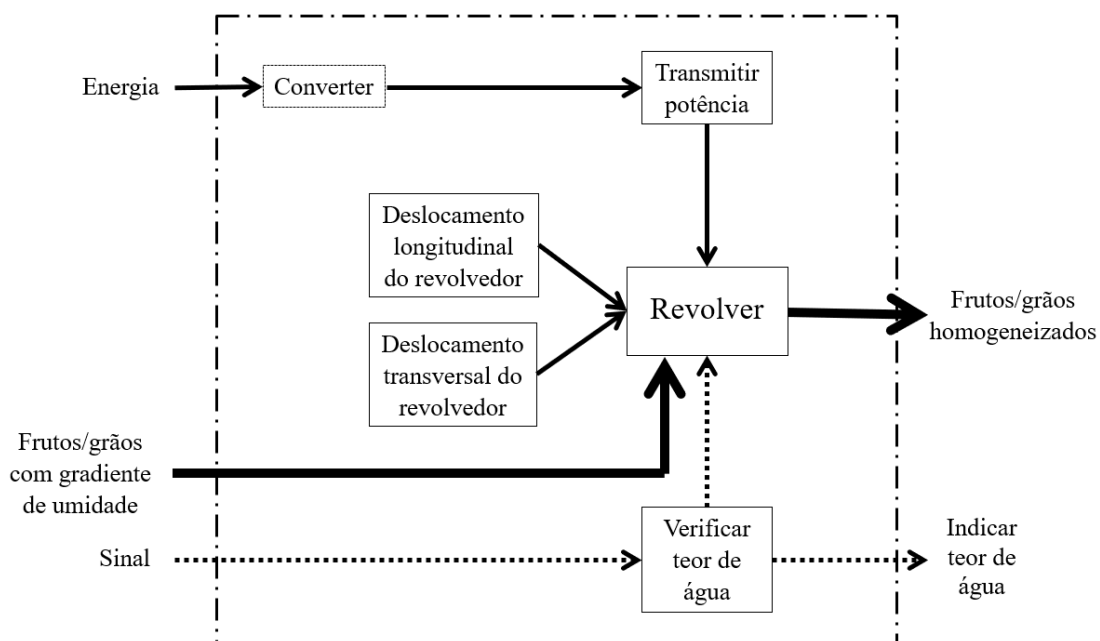 Energia
Converter
Transmitir
potência
Deslocamento
longitudinal
do revolvedor
Revolver
Frutos/grãos
homogeneizados
Deslocamento
transversal do
revolvedor
Frutos/grãos
com gradiente
de umidade
Sinal
Verificar
teor de
água
Indicar
teor de
água